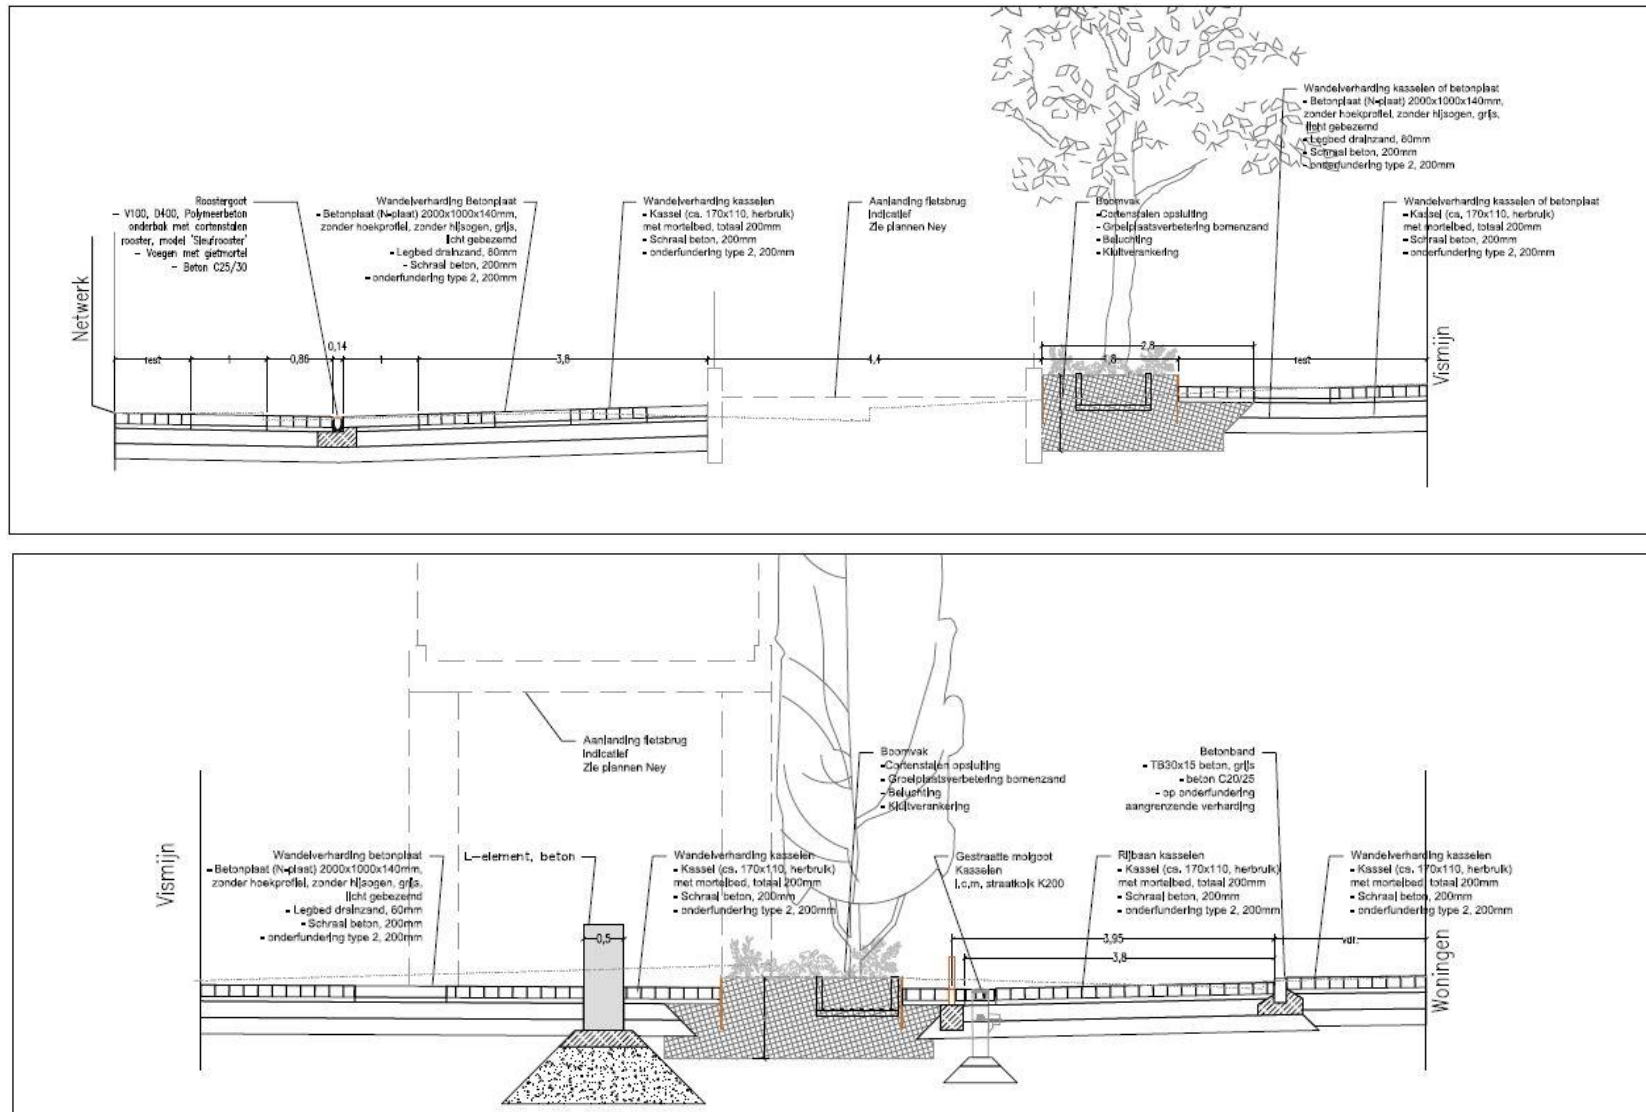 Roostergoot
- V100, D400, Polymeerbeton
onderbak met cortenstalen
rooster, model 'Sleufrooster'
- Voegen met gietmortel
- Beton C25/30
Wandelverharding Betonplaat
- Betonplaat (N-plaat) 2000x1000x140mm,
zonder hoekprofiel, zonder hijsogen, grijs,
licht gebezemd
- Legbed drainzand, 60mm
- Schraal beton, 200mm
- onderfundering type 2, 200mm
Wandelverharding kasselen
- Kassel (ca. 170x110, herbruik)
met mortelbed, totaal 200mm
- Schraal beton, 200mm
- onderfundering type 2, 200mm
Aanlanding fietsbrug
Indicatief
Zie plannen Ney
Boomvak
- Cortenstalen opsluiting
- Groeiplaatsverbetering bomenzand
- Beluchting
- Kluitverankering
Wandelverharding kasselen of betonplaat
- Betonplaat (N-plaat) 2000x1000x140mm,
zonder hoekprofiel, zonder hijsogen, grijs,
licht gebezemd
- Legbed drainzand, 60mm
- Schraal beton, 200mm
- onderfundering type 2, 200mm
Wandelverharding kasselen of betonplaat
- Kassel (ca. 170x110, herbruik)
met mortelbed, totaal 200mm
- Schraal beton, 200mm
- onderfundering type 2, 200mm
Netwerk
Vismijn
rest 1 0,86 0,14 1 3,8 4,4 1,8 2,8 rest
Aanlanding fietsbrug
Indicatief
Zie plannen Ney
Boomvak
- Cortenstalen opsluiting
- Groeiplaatsverbetering bomenzand
- Beluchting
- Kluitverankering
Betonband
- TB30x15 beton, grijs
- beton C20/25
- op onderfundering
aangrenzende verharding
Vismijn
Wandelverharding betonplaat
- Betonplaat (N-plaat) 2000x1000x140mm,
zonder hoekprofiel, zonder hijsogen, grijs,
licht gebezemd
- Legbed drainzand, 60mm
- Schraal beton, 200mm
- onderfundering type 2, 200mm
L-element, beton
Wandelverharding kasselen
- Kassel (ca. 170x110, herbruik)
met mortelbed, totaal 200mm
- Schraal beton, 200mm
- onderfundering type 2, 200mm
Gestraatte molgoot
Kasselen
i.c.m. straatkolk K200
Rijbaan kasselen
- Kassel (ca. 170x110, herbruik)
met mortelbed, totaal 200mm
- Schraal beton, 200mm
- onderfundering type 2, 200mm
Wandelverharding kasselen
- Kassel (ca. 170x110, herbruik)
met mortelbed, totaal 200mm
- Schraal beton, 200mm
- onderfundering type 2, 200mm
Woningen
0,5 3,95 var.
3,8